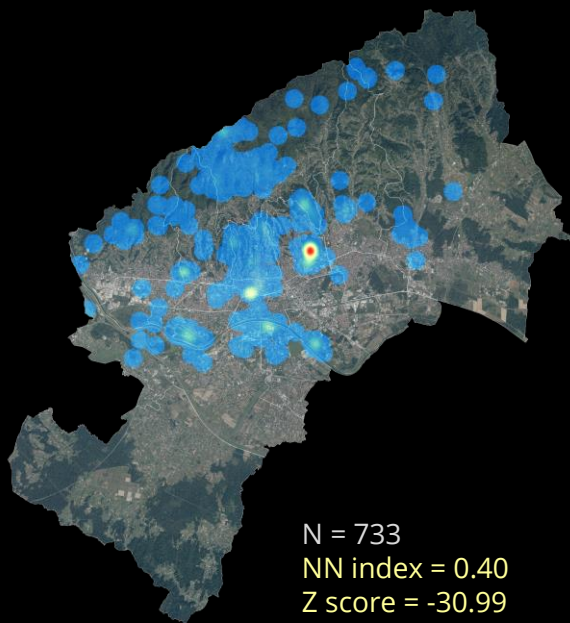 N = 733
NN index = 0.40
Z score = -30.99